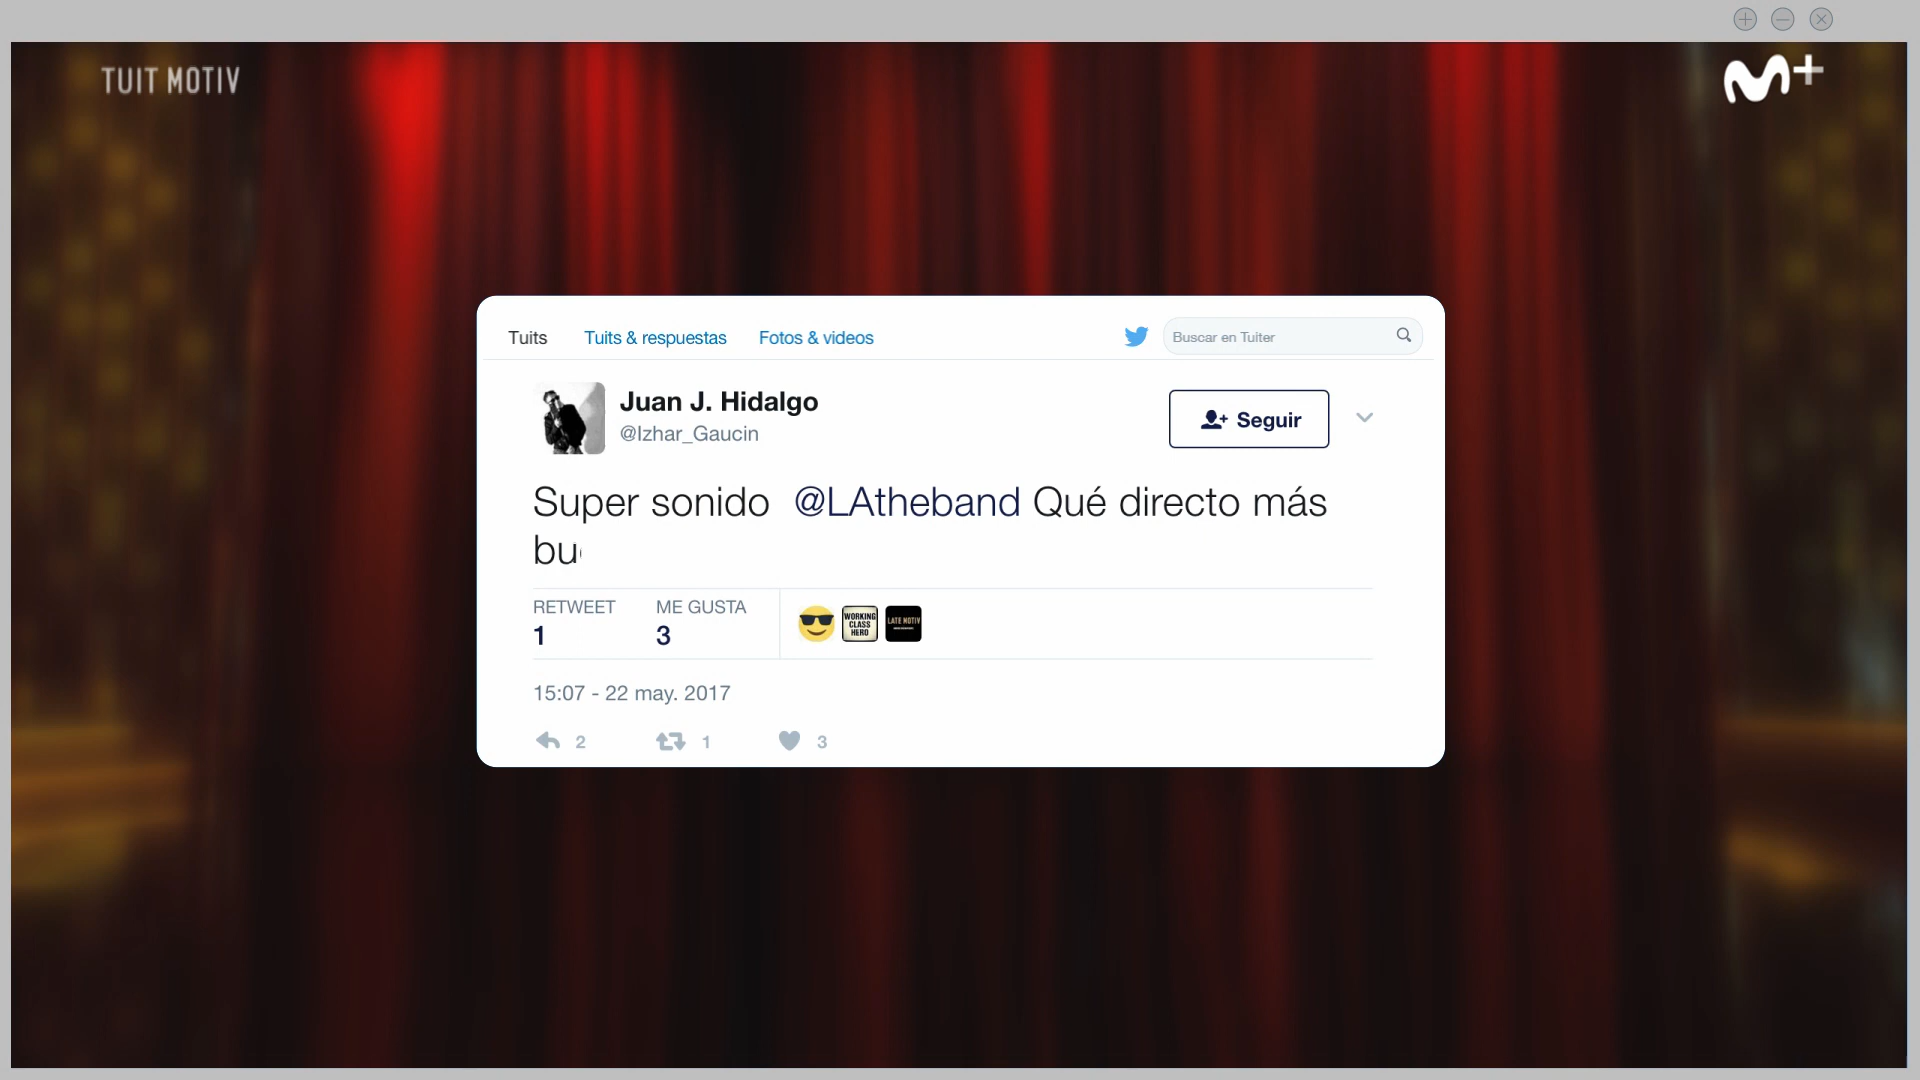 TUIT MOTIV
M+
Tuits Tuits & respuestas Fotos & videos Buscar en Tuiter
Juan J. Hidalgo
@Izhar_Gaucin
Seguir
Super sonido @LAtheband Qué directo más
bu
RETWEET ME GUSTA
1 3
WORKING
CLASS
HERO
LATE MOTIV
15:07 - 22 may. 2017
2 1 3